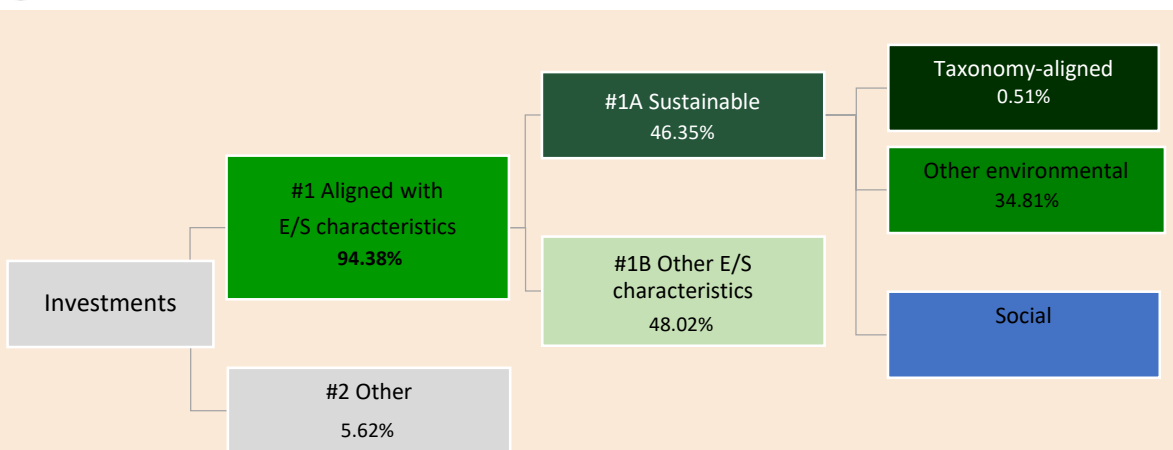 Investments
#1 Aligned with
E/S characteristics
94.38%
#2 Other
5.62%
#1A Sustainable
46.35%
#1B Other E/S
characteristics
48.02%
Taxonomy-aligned
0.51%
Other environmental
34.81%
Social